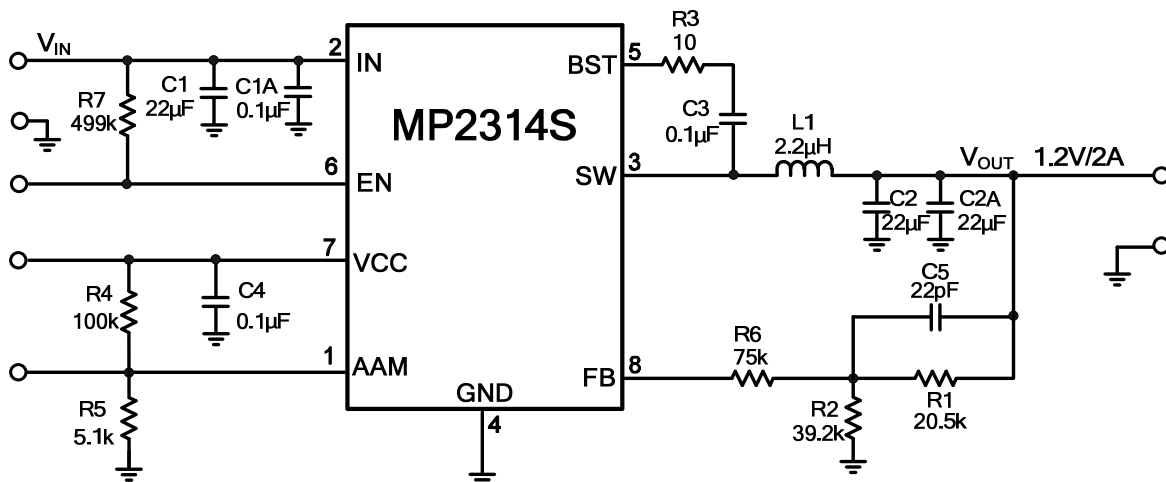 V_IN
2
IN
R7
499k
C1
22µF
C1A
0.1µF
6
EN
7
VCC
R4
100k
C4
0.1µF
1
AAM
R5
5.1k
MP2314S
GND
4
BST
5
R3
10
C3
0.1µF
SW
3
L1
2.2µH
V_OUT 1.2V/2A
C2
22µF
C2A
22µF
C5
22pF
FB
8
R6
75k
R2
39.2k
R1
20.5k